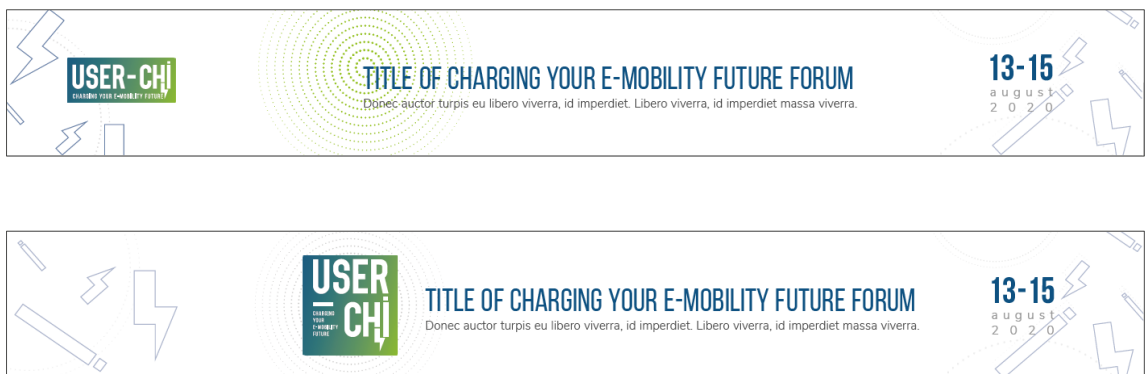 USER-CHI
CHARGING YOUR E-MOBILITY FUTURE
TITLE OF CHARGING YOUR E-MOBILITY FUTURE FORUM
Donec auctor turpis eu libero viverra, id imperdiet. Libero viverra, id imperdiet massa viverra.
13-15
august
2020
USER
CHI
CHARGING
YOUR
E-MOBILITY
FUTURE
TITLE OF CHARGING YOUR E-MOBILITY FUTURE FORUM
Donec auctor turpis eu libero viverra, id imperdiet. Libero viverra, id imperdiet massa viverra.
13-15
august
2020